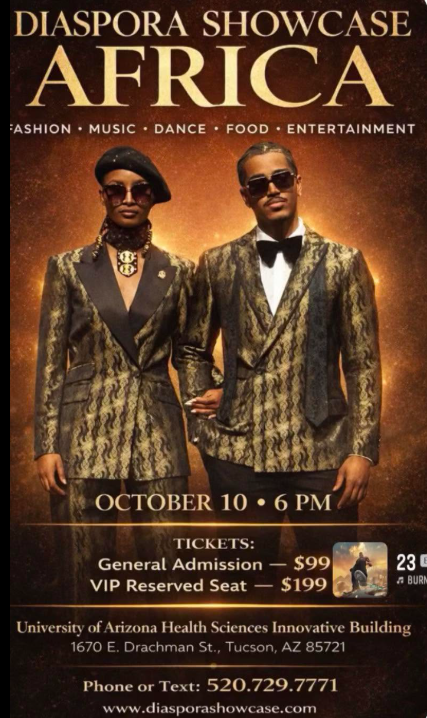 DIASPORA SHOWCASE
AFRICA
FASHION • MUSIC • DANCE • FOOD • ENTERTAINMENT
OCTOBER 10 • 6 PM
TICKETS:
General Admission — $99
VIP Reserved Seat — $199
23
BURN
University of Arizona Health Sciences Innovative Building
1670 E. Drachman St., Tucson, AZ 85721
Phone or Text: 520.729.7771
www.diasporashowcase.com